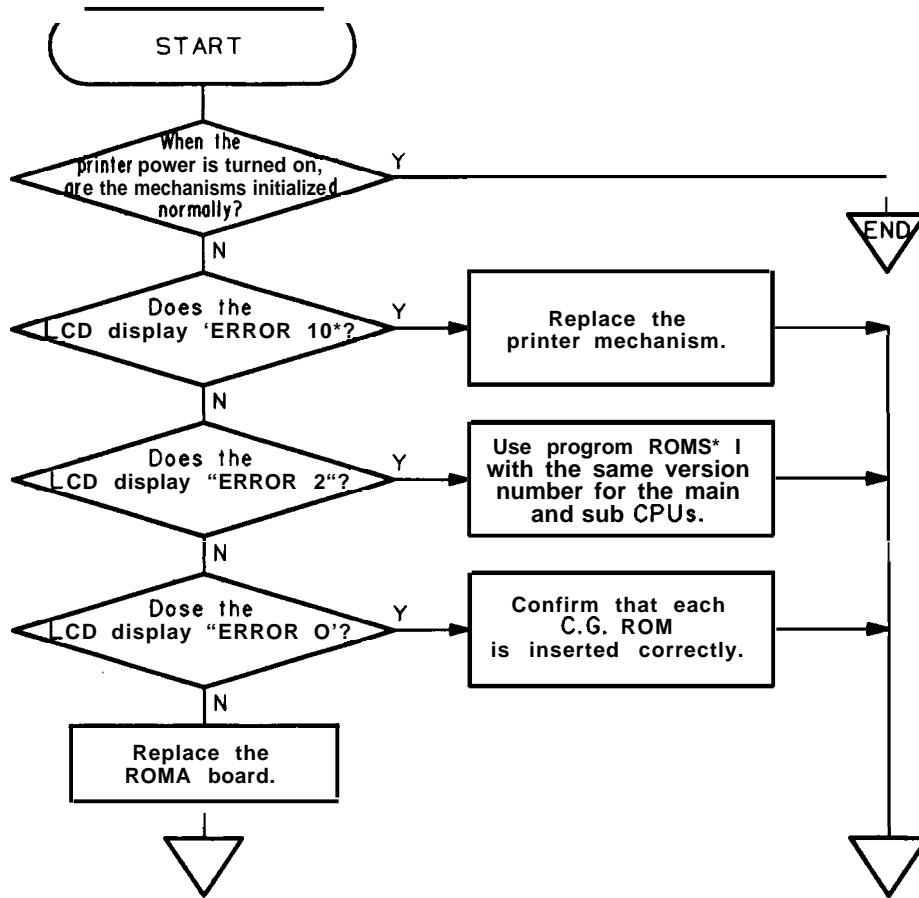 START
When the
printer power is turned on,
are the mechanisms initialized
normally?
Y
END
N
Does the
LCD display ‘ERROR 10*?
Y
Replace the
printer mechanism.
N
Does the
LCD display “ERROR 2“?
Y
Use progrom ROMS* I
with the same version
number for the main
and sub CPUs.
N
Dose the
LCD display “ERROR O’?
Y
Confirm that each
C.G. ROM
is inserted correctly.
N
Replace the
ROMA board.